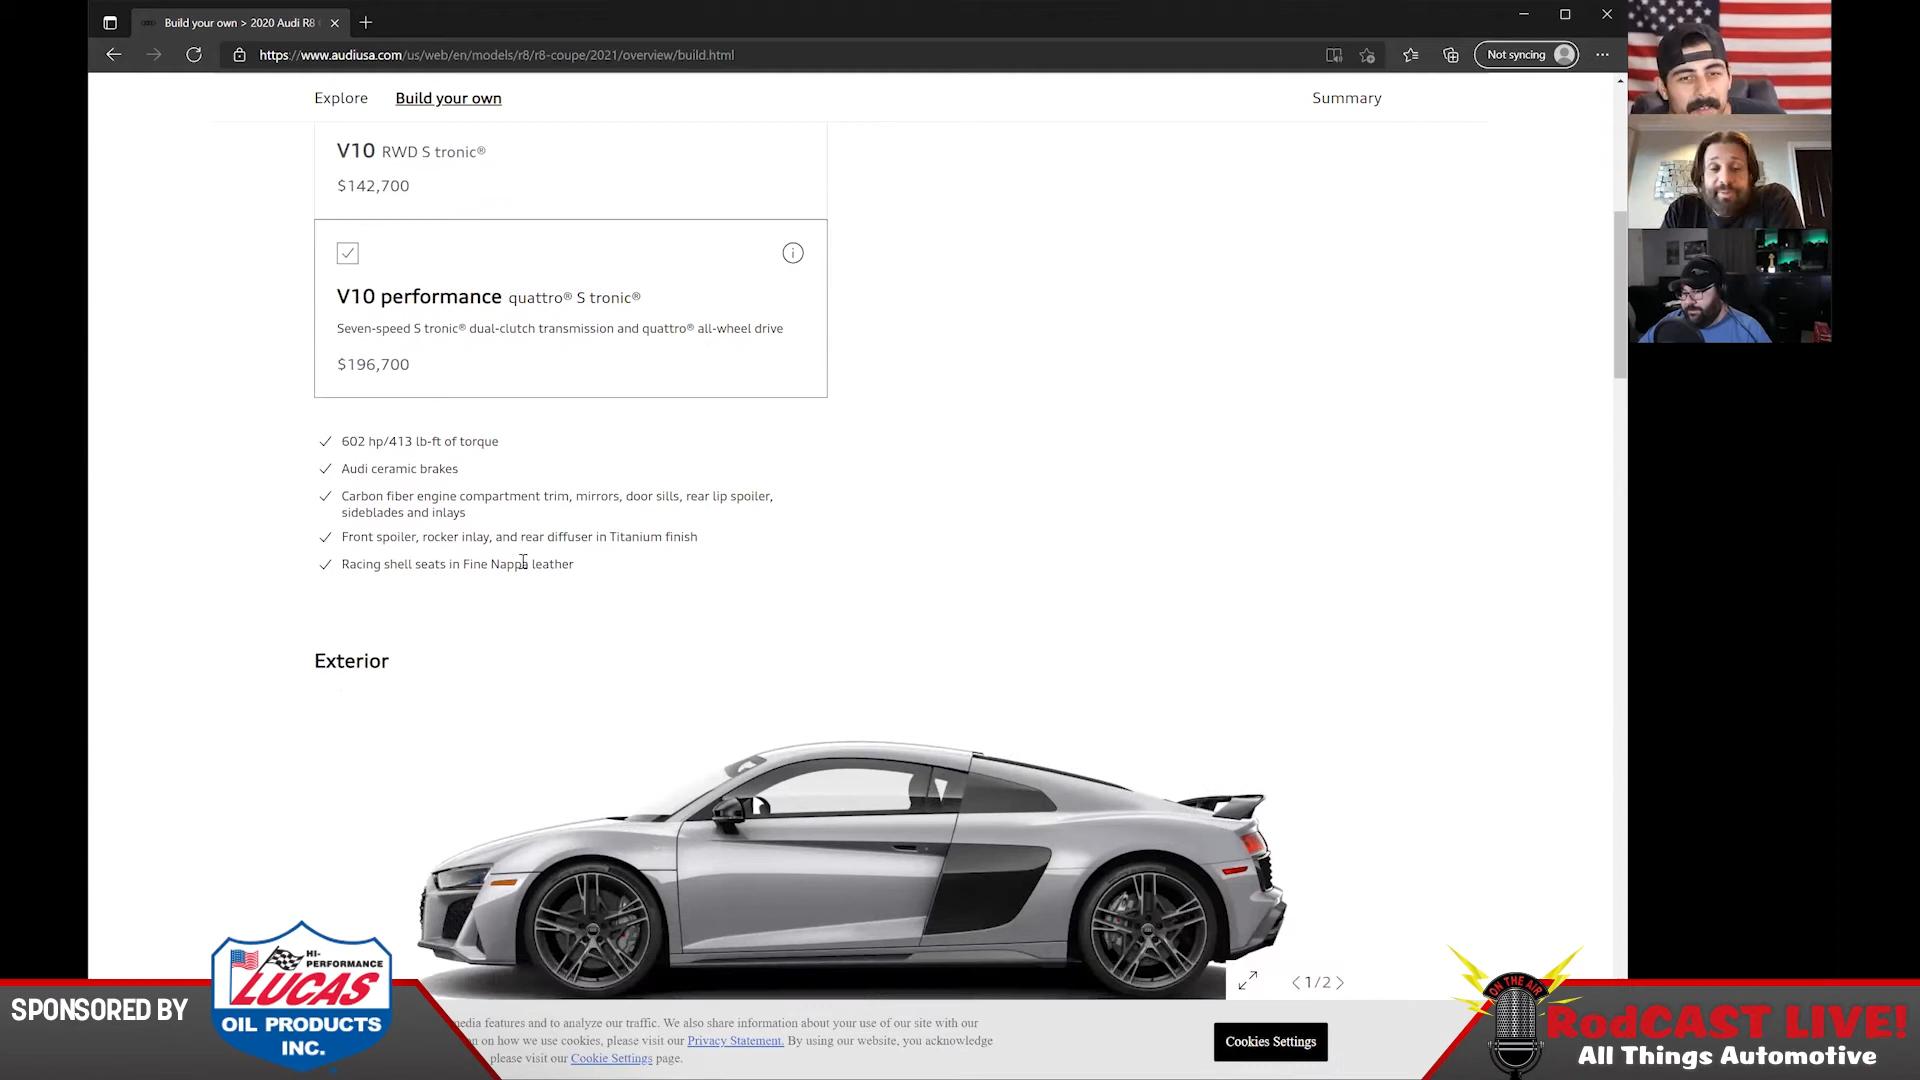 Build your own > 2020 Audi R8
https://www.audiusa.com/us/web/en/models/r8/r8-coupe/2021/overview/build.html
Not syncing
Explore
Build your own
Summary
V10 RWD S tronic®
$142,700
V10 performance quattro® S tronic®
Seven-speed S tronic® dual-clutch transmission and quattro® all-wheel drive
$196,700
602 hp/413 lb-ft of torque
Audi ceramic brakes
Carbon fiber engine compartment trim, mirrors, door sills, rear lip spoiler,
sideblades and inlays
Front spoiler, rocker inlay, and rear diffuser in Titanium finish
Racing shell seats in Fine Nappa leather
Exterior
1/2
media features and to analyze our traffic. We also share information about your use of our site with our
on how we use cookies, please visit our Privacy Statement. By using our website, you acknowledge
please visit our Cookie Settings page.
Cookies Settings
SPONSORED BY
HI-
PERFORMANCE
LUCAS
OIL PRODUCTS
INC.
ON THE AIR
RodCAST LIVE!
All Things Automotive